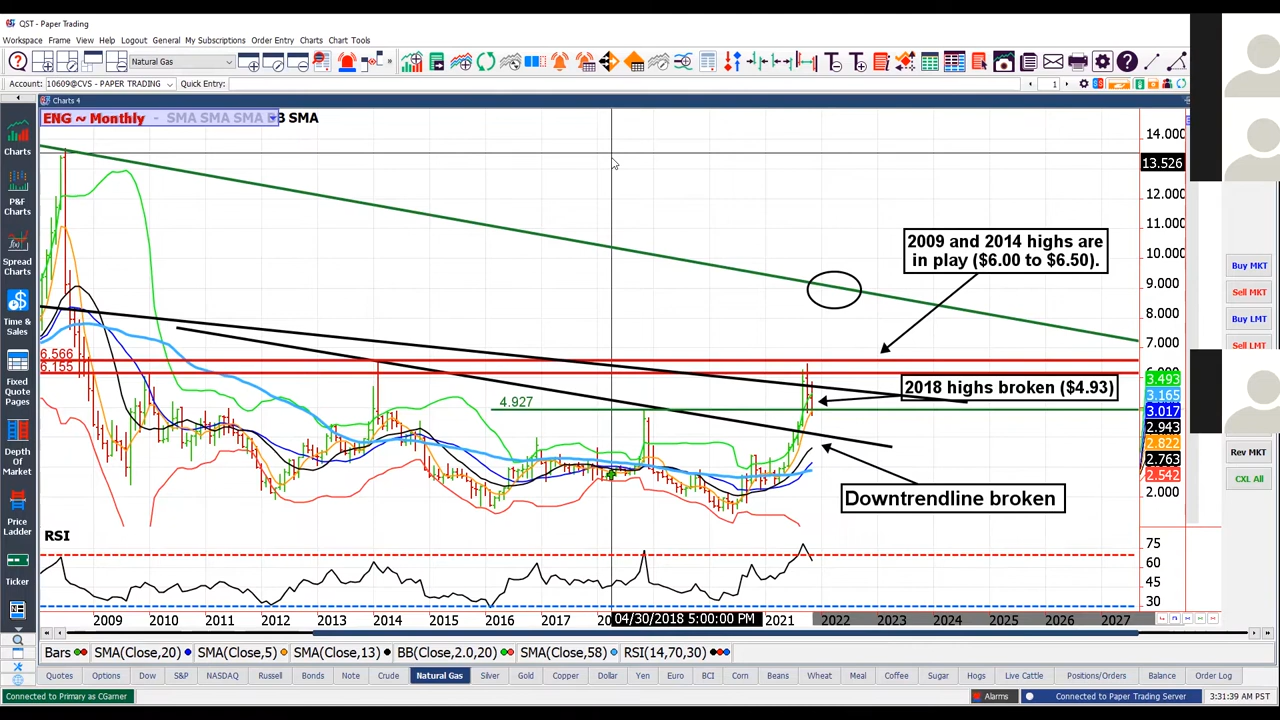 QST - Paper Trading
Workspace Frame View Help Logout General My Subscriptions Order Entry Charts Chart Tools
Natural Gas
Account: 10609@CVS - PAPER TRADING Quick Entry: 1
Charts 4
ENG ~ Monthly - SMA SMA SMA BB SMA
14.000
13.526
12.000
11.000
10.000
9.000
8.000
7.000
3.493
3.165
3.017
2.943
2.822
2.763
2.542
2.000
2009 and 2014 highs are
in play ($6.00 to $6.50).
6.566
6.155
2018 highs broken ($4.93)
4.927
Downtrendline broken
RSI
75
60
45
30
2009 2010 2011 2012 2013 2014 2015 2016 2017 04/30/2018 5:00:00 PM 2021 2022 2023 2024 2025 2026 2027
Bars SMA(Close,20) SMA(Close,5) SMA(Close,13) BB(Close,2.0,20) SMA(Close,58) RSI(14,70,30)
Quotes Options Dow S&P NASDAQ Russell Bonds Note Crude Natural Gas Silver Gold Copper Dollar Yen Euro BCI Corn Beans Wheat Meal Coffee Sugar Hogs Live Cattle Positions/Orders Balance Order Log
Connected to Primary as CGarner Alarms Connected to Paper Trading Server 3:31:39 AM PST
Charts
P&F
Charts
Spread
Charts
Time &
Sales
Fixed
Quote
Pages
Depth
Of
Market
Price
Ladder
Ticker
Buy MKT
Sell MKT
Buy LMT
Sell LMT
Rev MKT
CXL All